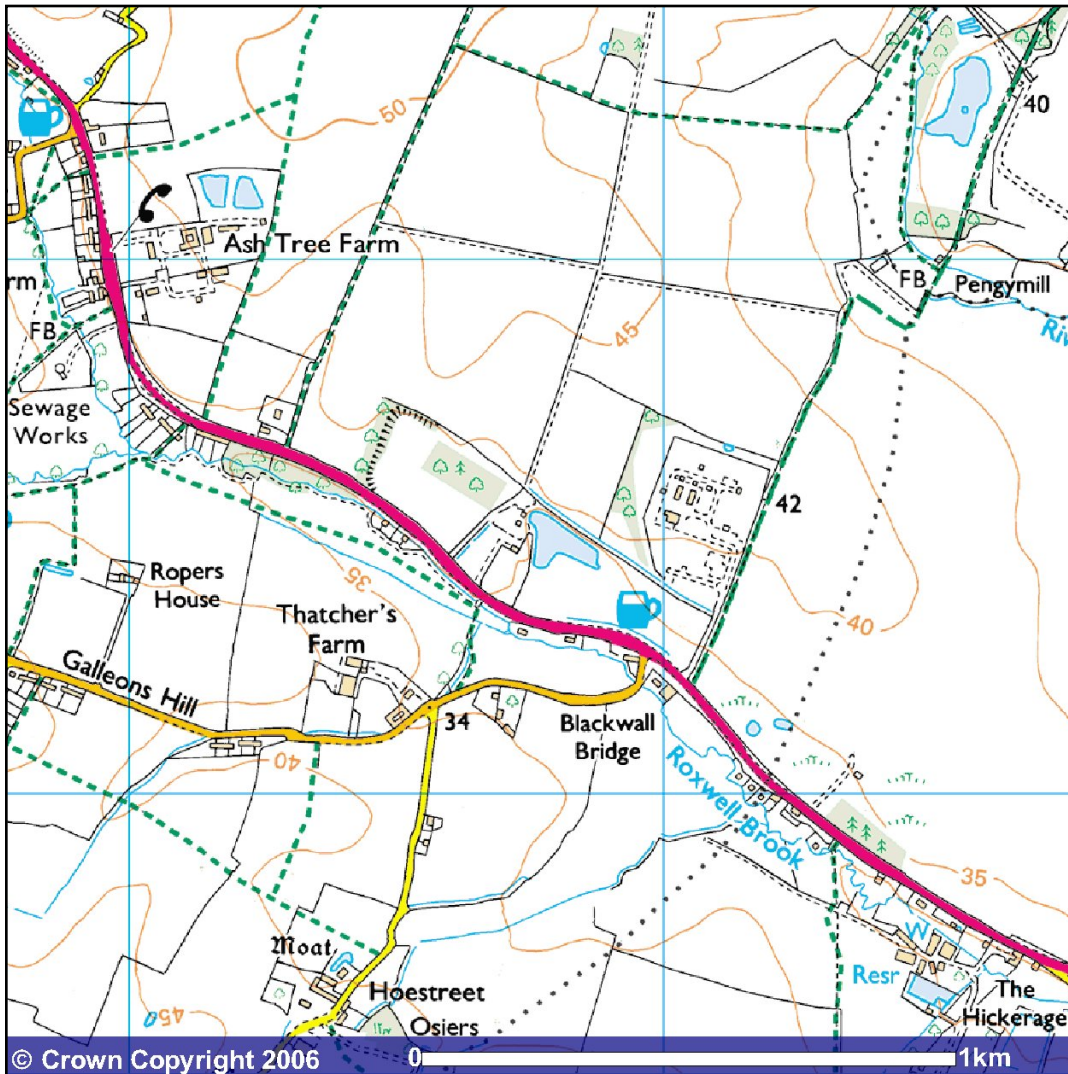 40
50
Ash Tree Farm
rm
FB
Pengymill
Riv
FB
45
Sewage
Works
42
Ropers
House
35
Thatcher's
Farm
40
Galleons Hill
34
Blackwall
Bridge
40
Roxwell Brook
35
W
Moat
Resr
Hoestreet
The
Hickerage
Osiers
45
© Crown Copyright 2006
0
1km